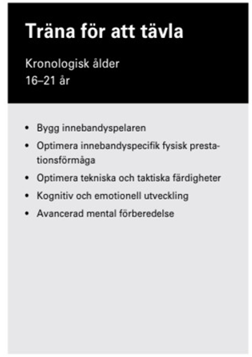 Träna för att tävla
Kronologisk ålder
16–21 år
• Bygg innebandyspelaren
• Optimera innebandyspecifik fysisk presta-
tionsförmåga
• Optimera tekniska och taktiska färdigheter
• Kognitiv och emotionell utveckling
• Avancerad mental förberedelse